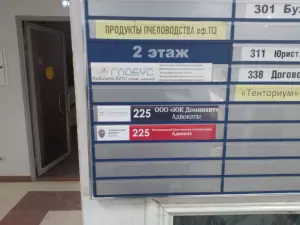 301 Бу
ПРОДУКТЫ ПЧЕЛОВОДСТВА оф.113
2 этаж
311 Юрист
ГЛОБУС
338 Догово
«Тенториум»
225 ООО «ЮК Доминант»
Адвокаты
225
Адвокат